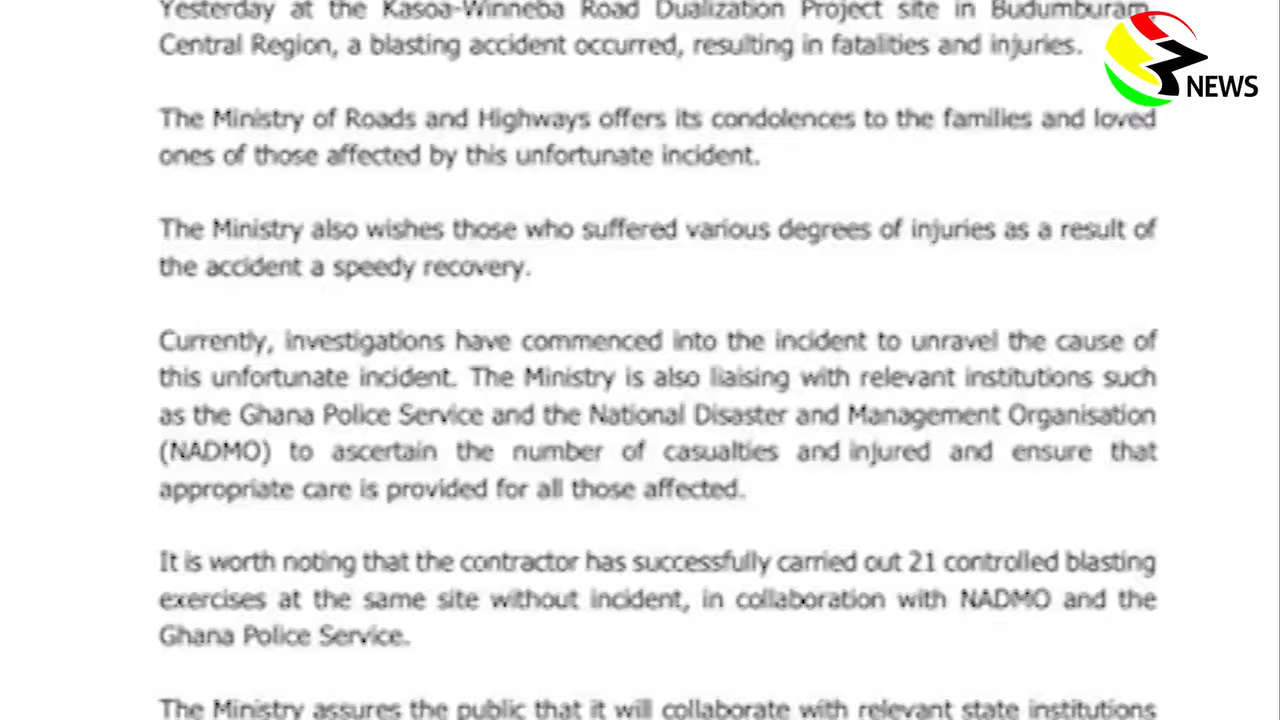 Yesterday at the Kasoa-Winneba Road Dualization Project site in Budumburam,
Central Region, a blasting accident occurred, resulting in fatalities and injuries.
NEWS
The Ministry of Roads and Highways offers its condolences to the families and loved
ones of those affected by this unfortunate incident.
The Ministry also wishes those who suffered various degrees of injuries as a result of
the accident a speedy recovery.
Currently, investigations have commenced into the incident to unravel the cause of
this unfortunate incident. The Ministry is also liaising with relevant institutions such
as the Ghana Police Service and the National Disaster and Management Organisation
(NADMO) to ascertain the number of casualties and injured and ensure that
appropriate care is provided for all those affected.
It is worth noting that the contractor has successfully carried out 21 controlled blasting
exercises at the same site without incident, in collaboration with NADMO and the
Ghana Police Service.
The Ministry assures the public that it will collaborate with relevant state institutions